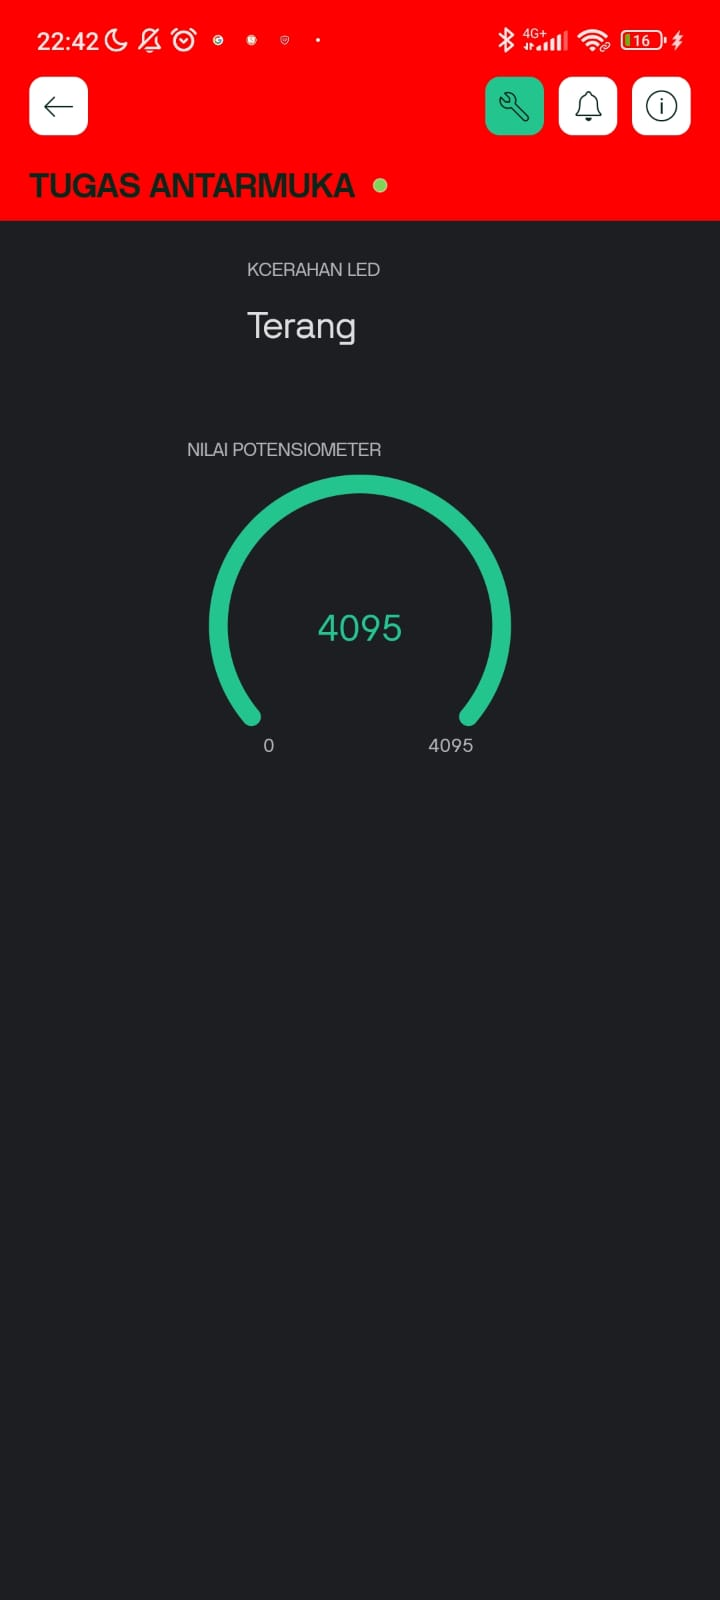 22:42 4G+ 16
TUGAS ANTARMUKA
KCERAHAN LED
Terang
NILAI POTENSIOMETER
4095
0 4095